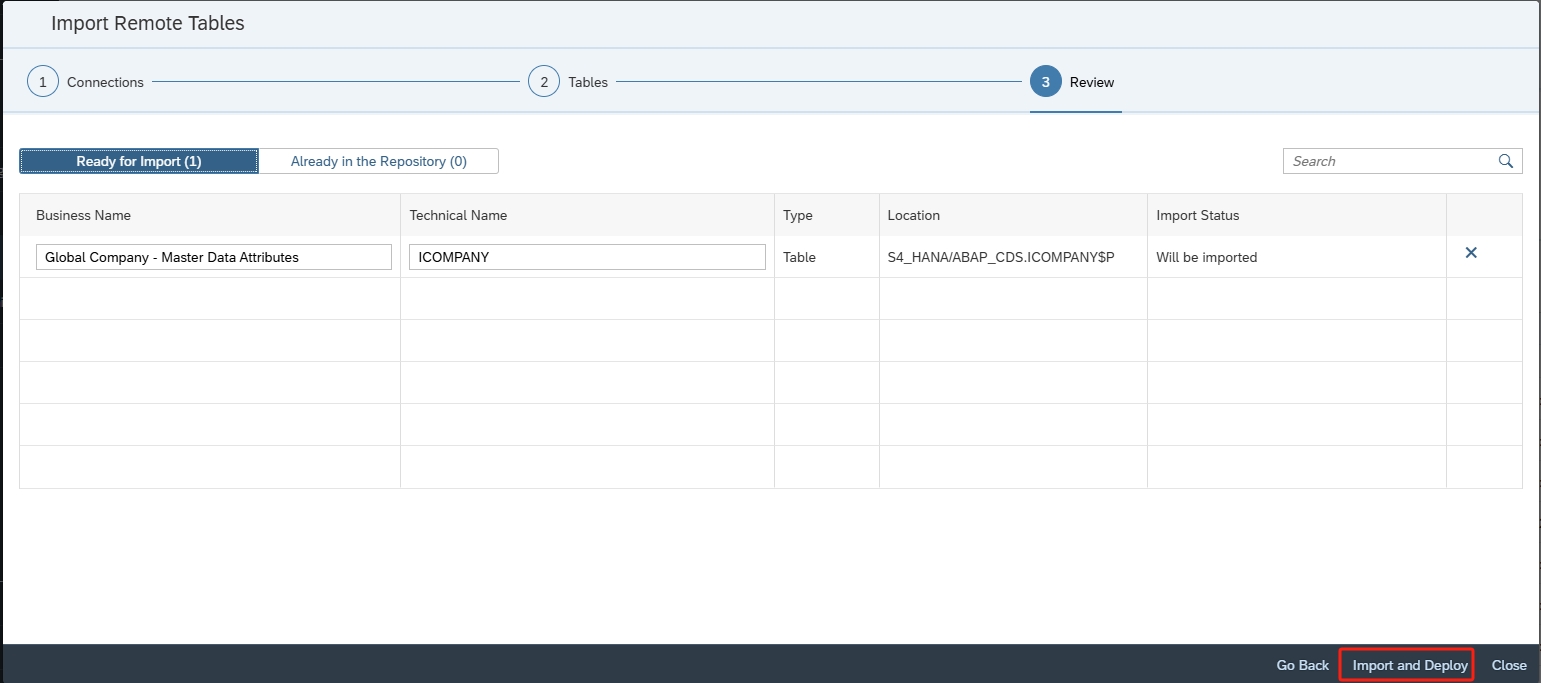 Import Remote Tables
1 Connections 2 Tables 3 Review
Ready for Import (1) Already in the Repository (0) Search
Business Name Technical Name Type Location Import Status
Global Company - Master Data Attributes ICOMPANY Table S4_HANA/ABAP_CDS.ICOMPANY$P Will be imported
Go Back Import and Deploy Close